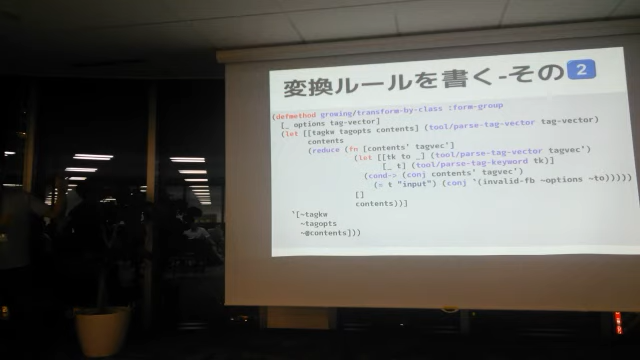 変換ルールを書く-その2
(defmethod growing/transform-by-class :form-group
[_ options tag-vector]
(let [[tagkw tagopts contents] (tool/parse-tag-vector tag-vector)
contents
(reduce (fn [contents' tagvec']
(let [[tk to _] (tool/parse-tag-vector tagvec')
[_ t] (tool/parse-tag-keyword tk)]
(cond-> (conj contents' tagvec')
(= t "input") (conj `(invalid-fb ~options ~to)))))
[]
contents))]
`[~tagkw
~tagopts
~@contents]))